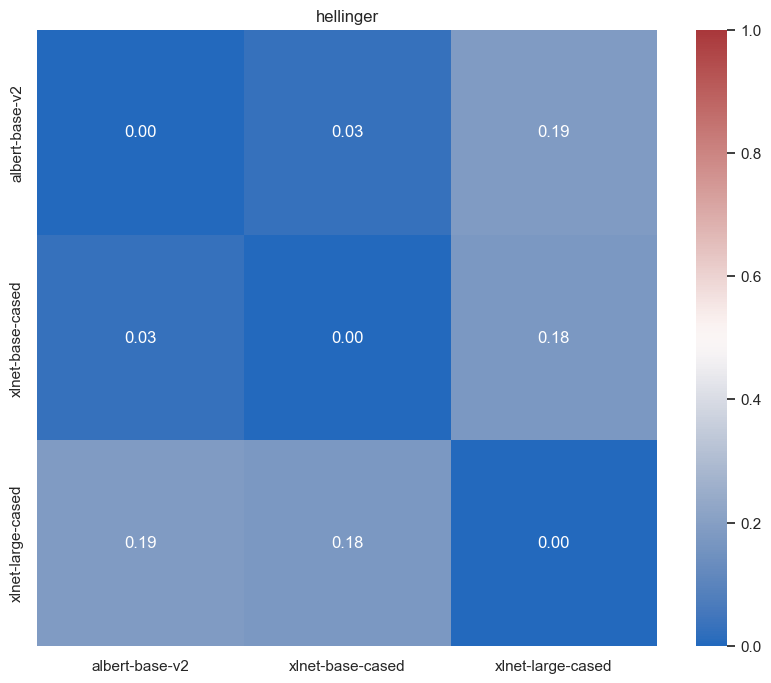 hellinger
albert-base-v2
0.00 0.03 0.19
xlnet-base-cased
0.03 0.00 0.18
xlnet-large-cased
0.19 0.18 0.00
albert-base-v2 xlnet-base-cased xlnet-large-cased
1.0
0.8
0.6
0.4
0.2
0.0